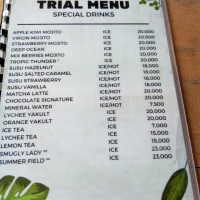 TRIAL MENU
SPECIAL DRINKS
APPLE KIWI MOJITO ICE 20,000
VIRGIN MOJITO ICE 20,000
STRAWBERRY MOJITO ICE 20,000
DEEP OCEAN ICE 20,000
MIX BERRIES MOJITO ICE 20,000
TROPIC THUNDER * ICE 20,000
SUSU HAZELNUT ICE/HOT 18,000
SUSU SALTED CARAMEL ICE/HOT 18,000
SUSU STRAWBERRY ICE/HOT 18,000
SUSU VANILLA ICE/HOT 18,000
MATCHA LATTE ICE/HOT 20,000
CHOCOLATE SIGNATURE ICE/HOT 20,000
MINERAL WATER ICE/HOT 7,500
LYCHEE YAKULT ICE 20,000
ORANGE YAKULT ICE 20,000
ICE TEA ICE 7,000
LYCHEE TEA ICE 15,000
LEMON TEA ICE 15,000
SMUGLY LADY ** ICE 23,000
SUMMER FIELD ** ICE 23,000